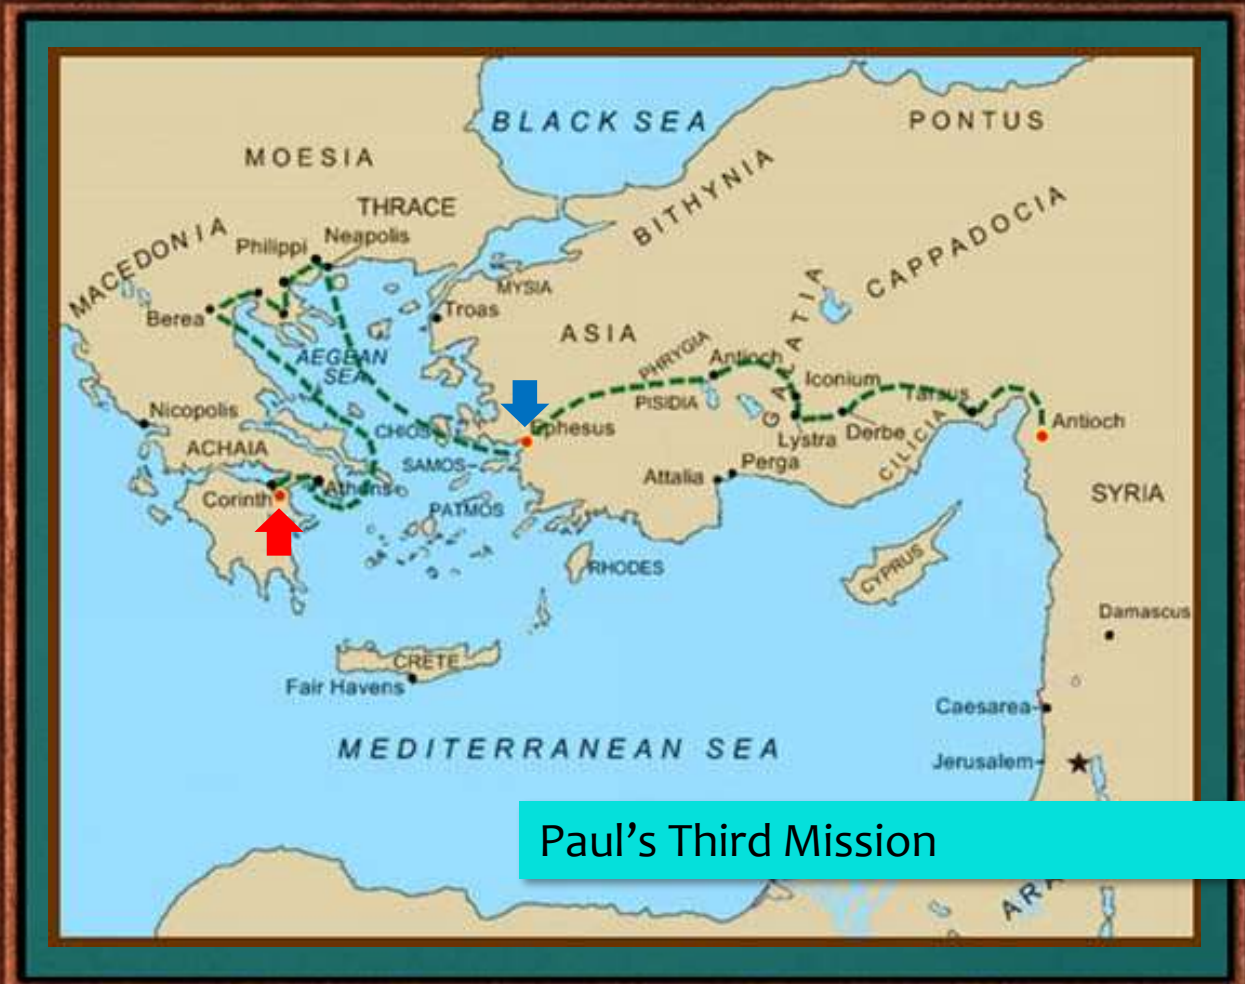 BLACK SEA
PONTUS
MOESIA
BITHYNIA
THRACE
CAPPADOCIA
MACEDONIA
Philippi
Neapolis
MYSIA
Berea
Troas
ASIA
GALATIA
AEGEAN
SEA
PHRYGIA
Antioch
Iconium
PISIDIA
Tarsus
Nicopolis
CHIOS
Ephesus
Lystra
Derbe
CILICIA
Antioch
ACHAIA
SAMOS
Attalia
Perga
Corinth
Athens
PATMOS
SYRIA
RHODES
CYPRUS
Damascus
CRETE
Fair Havens
Caesarea
MEDITERRANEAN SEA
Jerusalem
Paul’s Third Mission
ARA